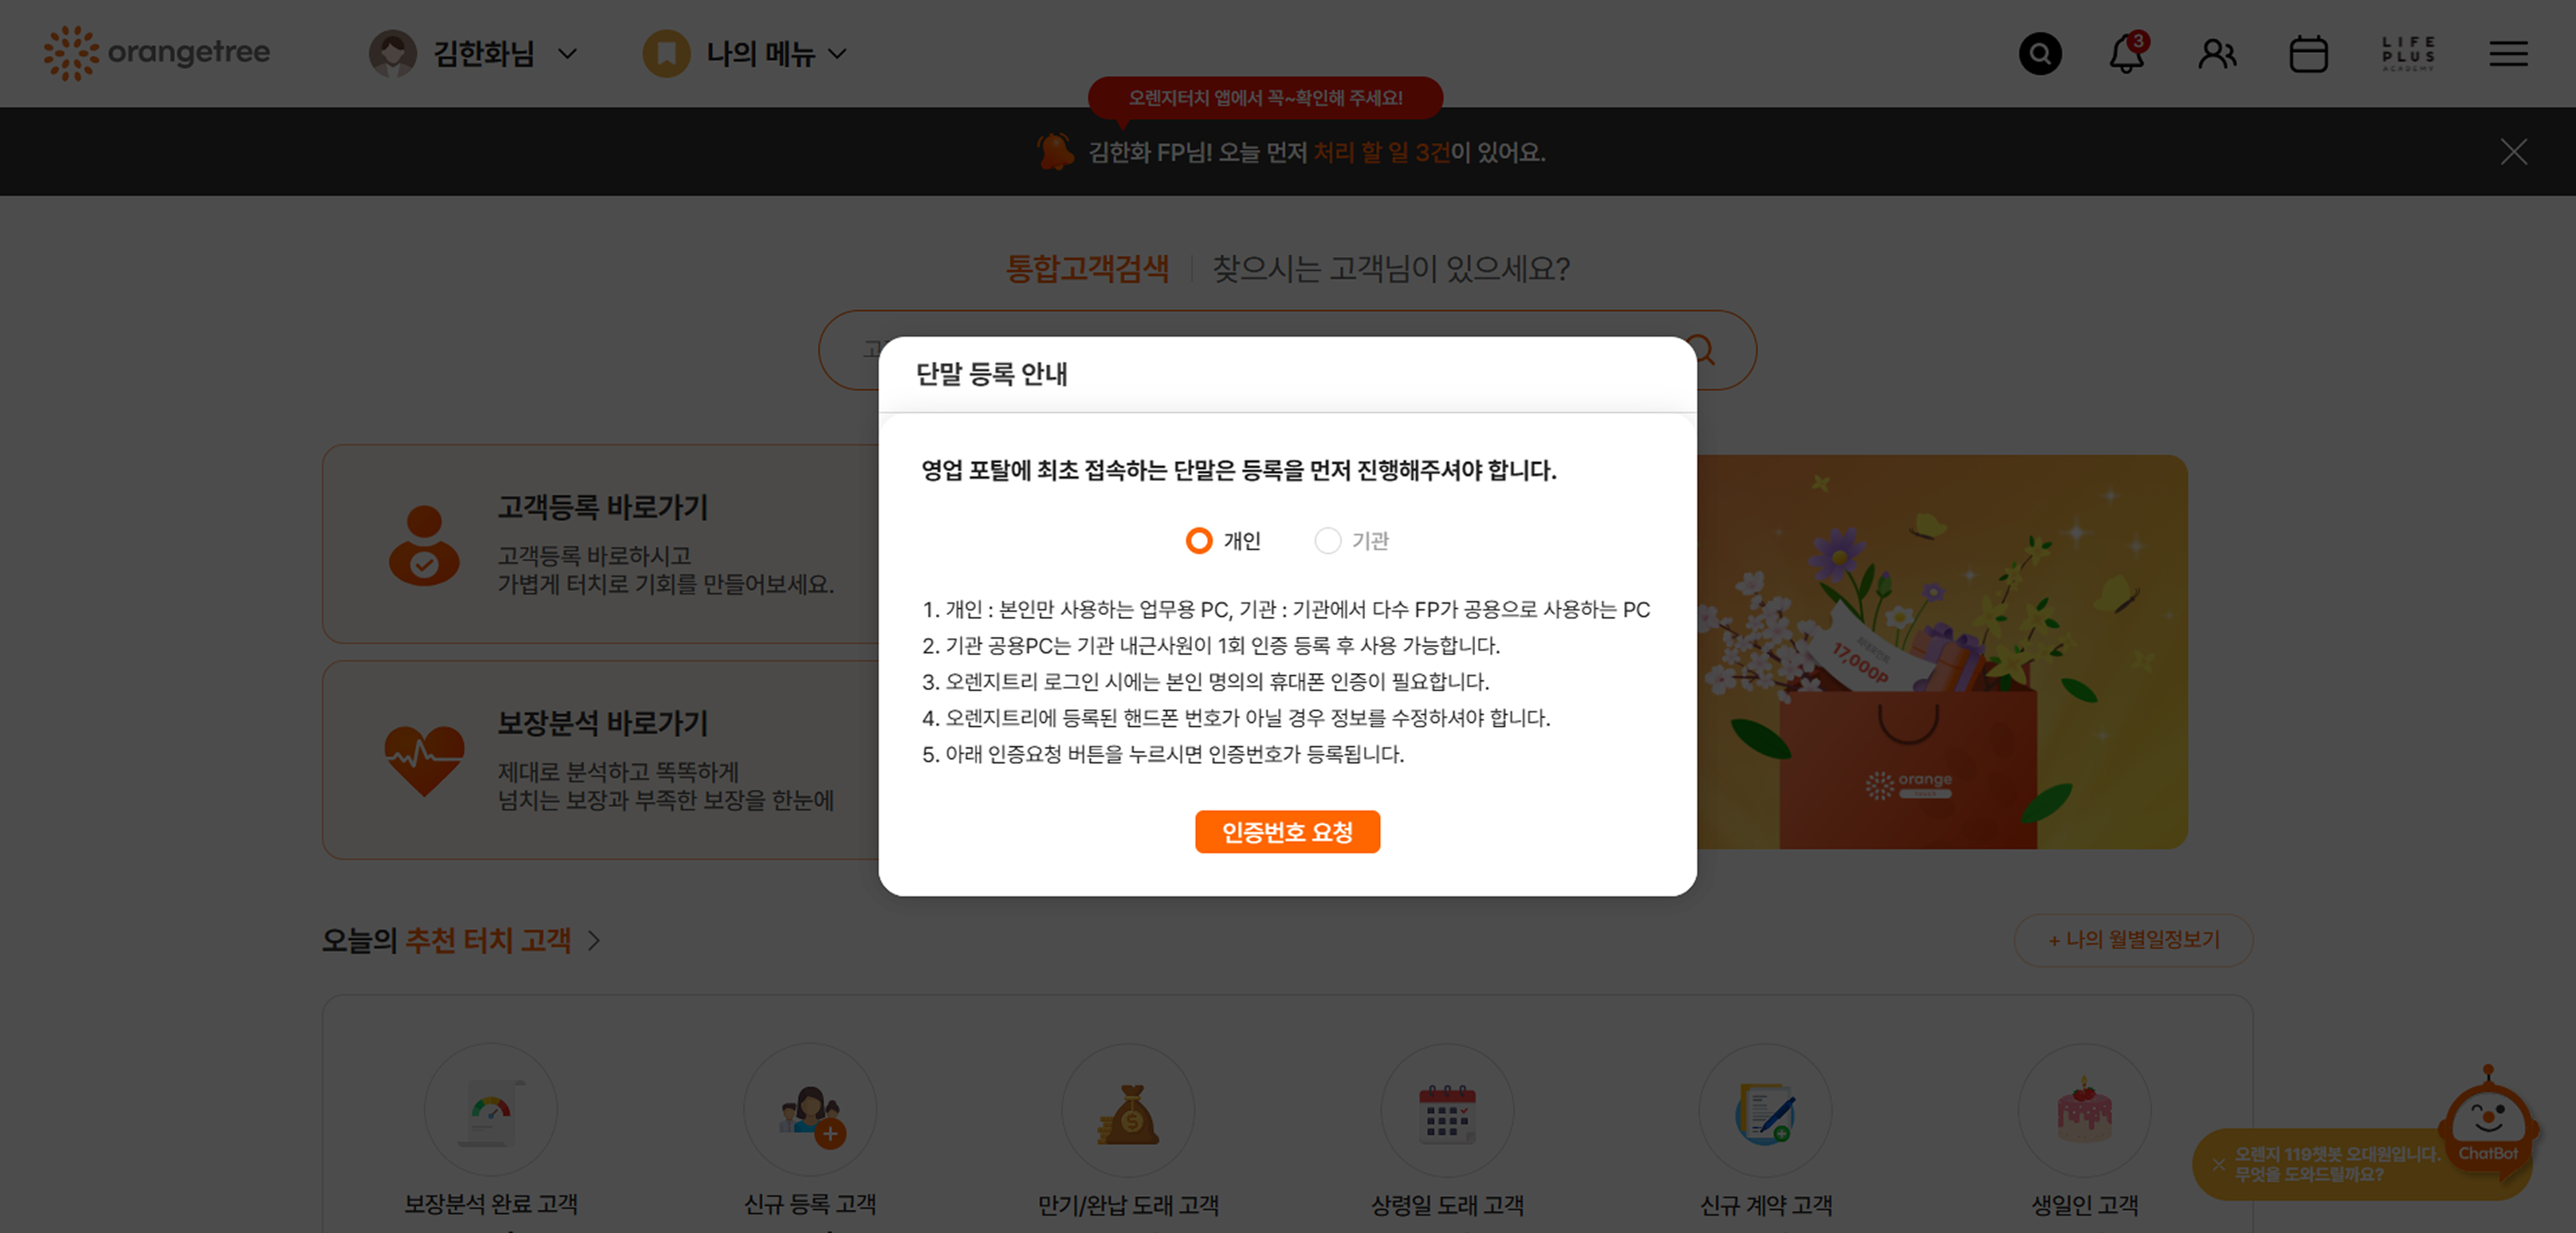 orangetree
김한화님
나의 메뉴
3
LIFE
PLUS
ACADEMY
오렌지터치 앱에서 꼭~확인해 주세요!
김한화 FP님! 오늘 먼저 처리 할 일 3건이 있어요.
통합고객검색 찾으시는 고객님이 있으세요?
단말 등록 안내
영업 포탈에 최초 접속하는 단말은 등록을 먼저 진행해주셔야 합니다.
개인 기관
1. 개인 : 본인만 사용하는 업무용 PC, 기관 : 기관에서 다수 FP가 공용으로 사용하는 PC
2. 기관 공용PC는 기관 내근사원이 1회 인증 등록 후 사용 가능합니다.
3. 오렌지트리 로그인 시에는 본인 명의의 휴대폰 인증이 필요합니다.
4. 오렌지트리에 등록된 핸드폰 번호가 아닐 경우 정보를 수정하셔야 합니다.
5. 아래 인증요청 버튼을 누르시면 인증번호가 등록됩니다.
인증번호 요청
고객등록 바로가기
고객등록 바로하시고
가볍게 터치로 기회를 만들어보세요.
보장분석 바로가기
제대로 분석하고 똑똑하게
넘치는 보장과 부족한 보장을 한눈에
17,000P
orange
오늘의 추천 터치 고객
+ 나의 월별일정보기
보장분석 완료 고객
신규 등록 고객
만기/완납 도래 고객
상령일 도래 고객
신규 계약 고객
생일인 고객
오렌지 119챗봇 오대원입니다.
무엇을 도와드릴까요?
ChatBot